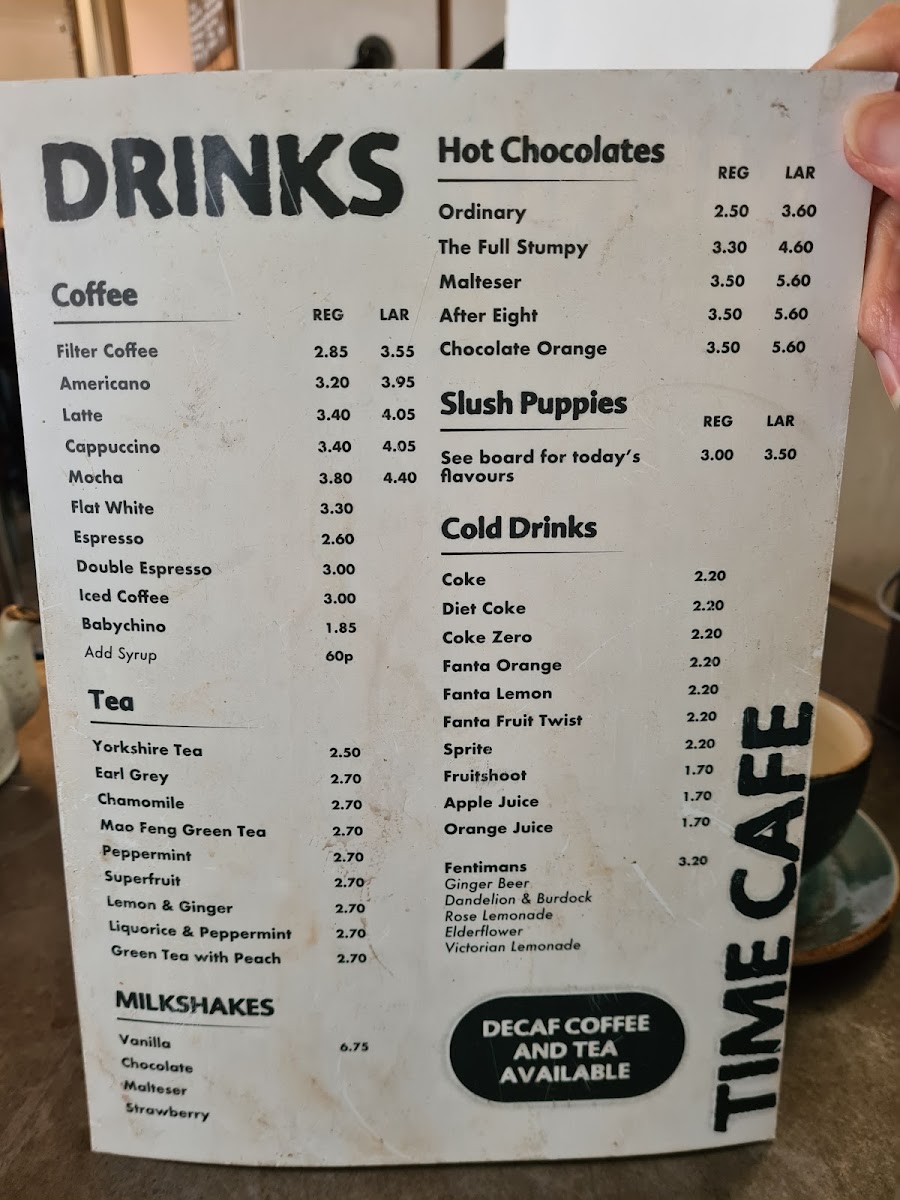 DRINKS
Coffee
REG LAR
Filter Coffee 2.85 3.55
Americano 3.20 3.95
Latte 3.40 4.05
Cappuccino 3.40 4.05
Mocha 3.80 4.40
Flat White 3.30
Espresso 2.60
Double Espresso 3.00
Iced Coffee 3.00
Babychino 1.85
Add Syrup 60p
Tea
Yorkshire Tea 2.50
Earl Grey 2.70
Chamomile 2.70
Mao Feng Green Tea 2.70
Peppermint 2.70
Superfruit 2.70
Lemon & Ginger 2.70
Liquorice & Peppermint 2.70
Green Tea with Peach 2.70
MILKSHAKES
Vanilla 6.75
Chocolate
Malteser
Strawberry
Hot Chocolates
REG LAR
Ordinary 2.50 3.60
The Full Stumpy 3.30 4.60
Malteser 3.50 5.60
After Eight 3.50 5.60
Chocolate Orange 3.50 5.60
Slush Puppies
REG LAR
See board for today's 3.00 3.50
flavours
Cold Drinks
Coke 2.20
Diet Coke 2.20
Coke Zero 2.20
Fanta Orange 2.20
Fanta Lemon 2.20
Fanta Fruit Twist 2.20
Sprite 2.20
Fruitshoot 1.70
Apple Juice 1.70
Orange Juice 1.70
Fentimans 3.20
Ginger Beer
Dandelion & Burdock
Rose Lemonade
Elderflower
Victorian Lemonade
DECAF COFFEE
AND TEA
AVAILABLE
TIME CAFE